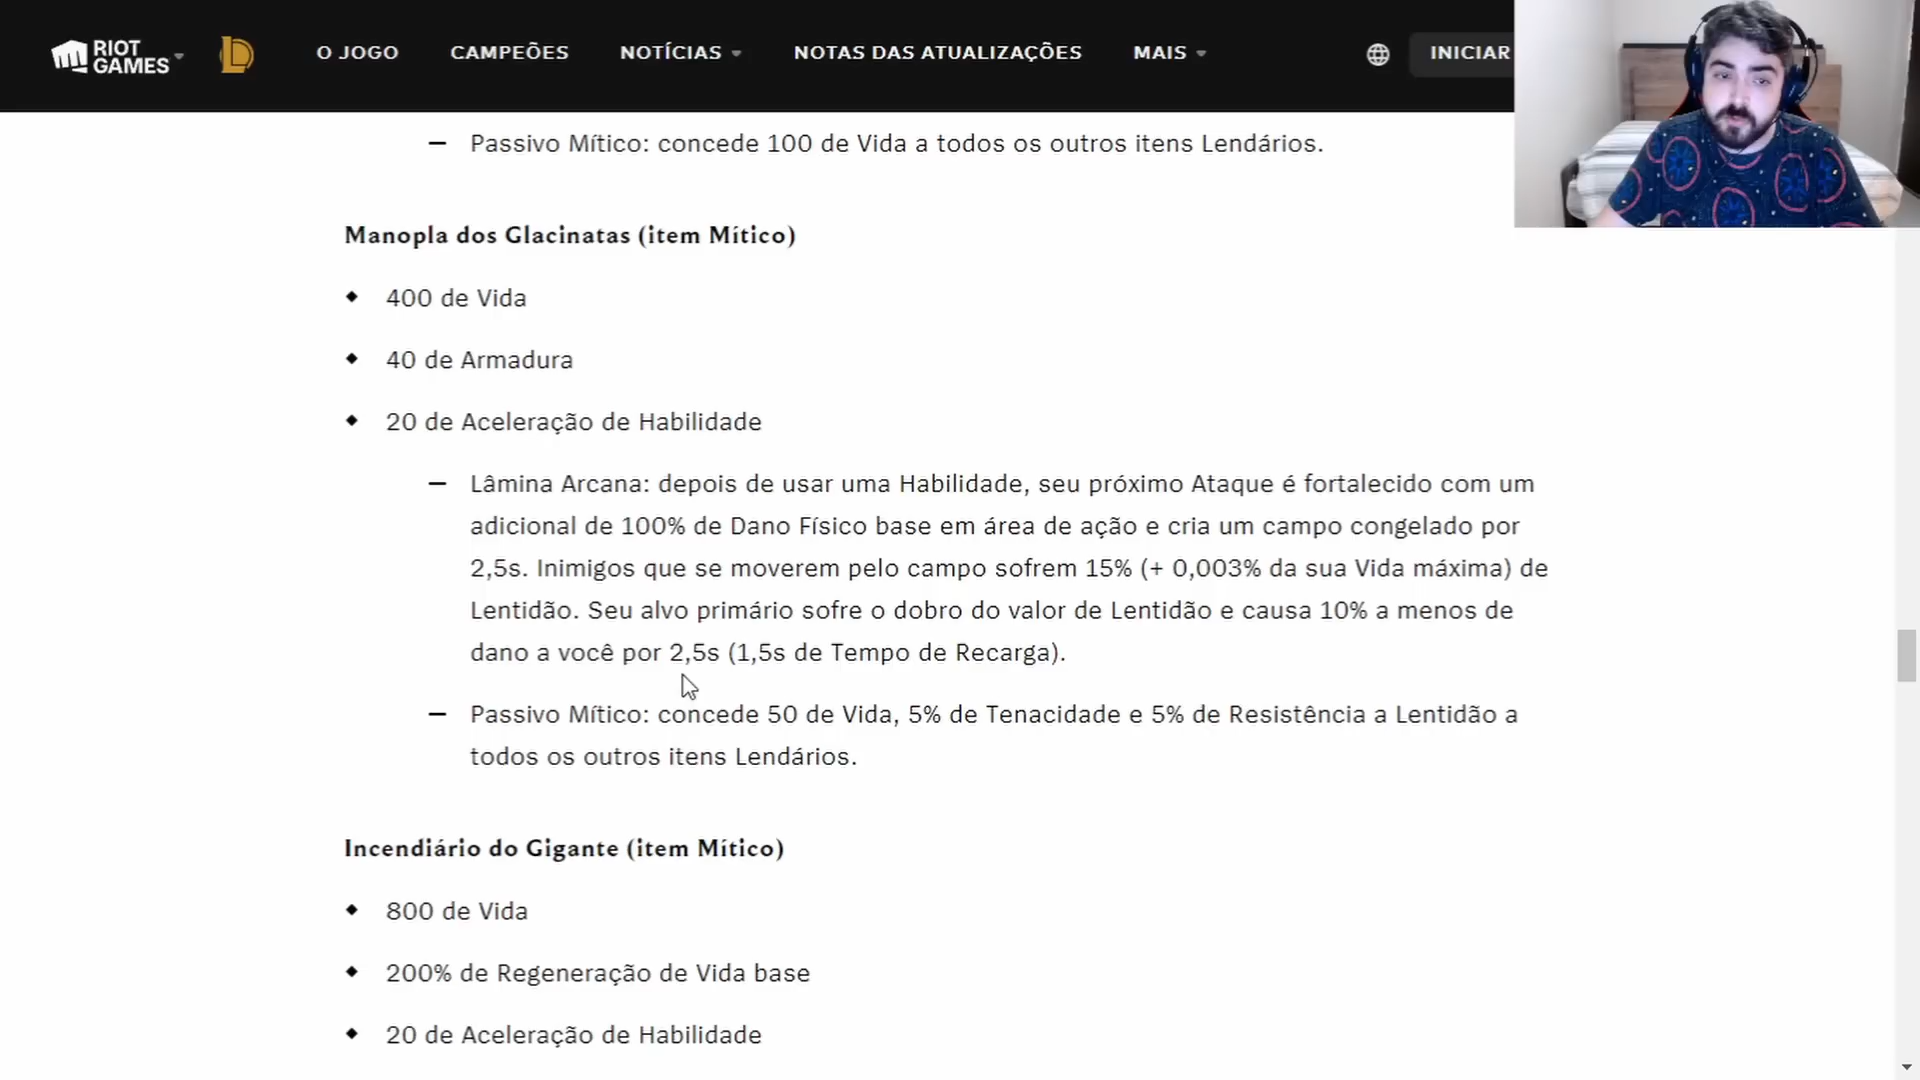 RIOT GAMES
O JOGO CAMPEÕES NOTÍCIAS NOTAS DAS ATUALIZAÇÕES MAIS INICIAR
Passivo Mítico: concede 100 de Vida a todos os outros itens Lendários.
Manopla dos Glacinatas (item Mítico)
400 de Vida
40 de Armadura
20 de Aceleração de Habilidade
Lâmina Arcana: depois de usar uma Habilidade, seu próximo Ataque é fortalecido com um
adicional de 100% de Dano Físico base em área de ação e cria um campo congelado por
2,5s. Inimigos que se moverem pelo campo sofrem 15% (+ 0,003% da sua Vida máxima) de
Lentidão. Seu alvo primário sofre o dobro do valor de Lentidão e causa 10% a menos de
dano a você por 2,5s (1,5s de Tempo de Recarga).
Passivo Mítico: concede 50 de Vida, 5% de Tenacidade e 5% de Resistência a Lentidão a
todos os outros itens Lendários.
Incendiário do Gigante (item Mítico)
800 de Vida
200% de Regeneração de Vida base
20 de Aceleração de Habilidade